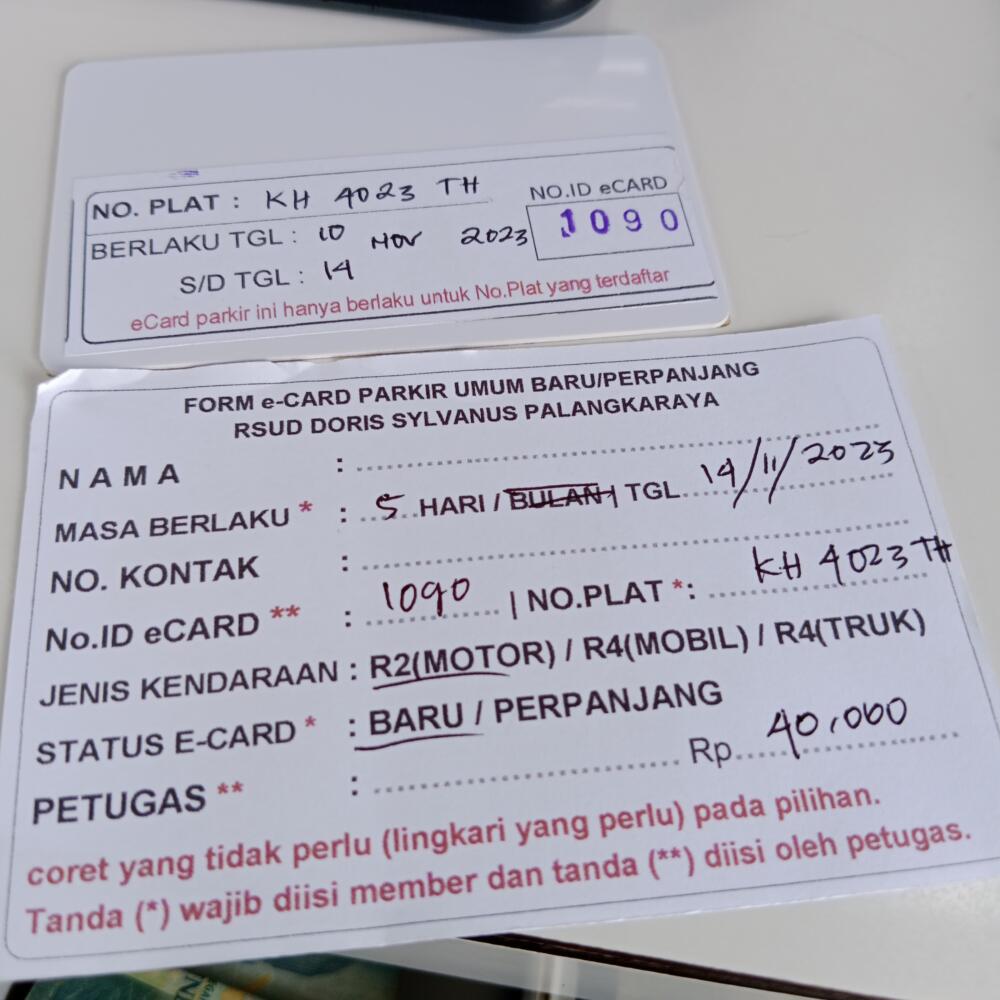 NO. PLAT : KH 4023 TH
NO.ID eCARD
1090
BERLAKU TGL : 10 NOV 2023
S/D TGL : 14
eCard parkir ini hanya berlaku untuk No.Plat yang terdaftar
FORM e-CARD PARKIR UMUM BARU/PERPANJANG
RSUD DORIS SYLVANUS PALANGKARAYA
N A M A :
MASA BERLAKU * : 5 HARI / BULAN | TGL 14/11/2023
NO. KONTAK :
No.ID eCARD ** : 1090 | NO.PLAT *: KH 4023 TH
JENIS KENDARAAN : R2(MOTOR) / R4(MOBIL) / R4(TRUK)
STATUS E-CARD * : BARU / PERPANJANG
PETUGAS ** : Rp 40.000
coret yang tidak perlu (lingkari yang perlu) pada pilihan.
Tanda (*) wajib diisi member dan tanda (**) diisi oleh petugas.